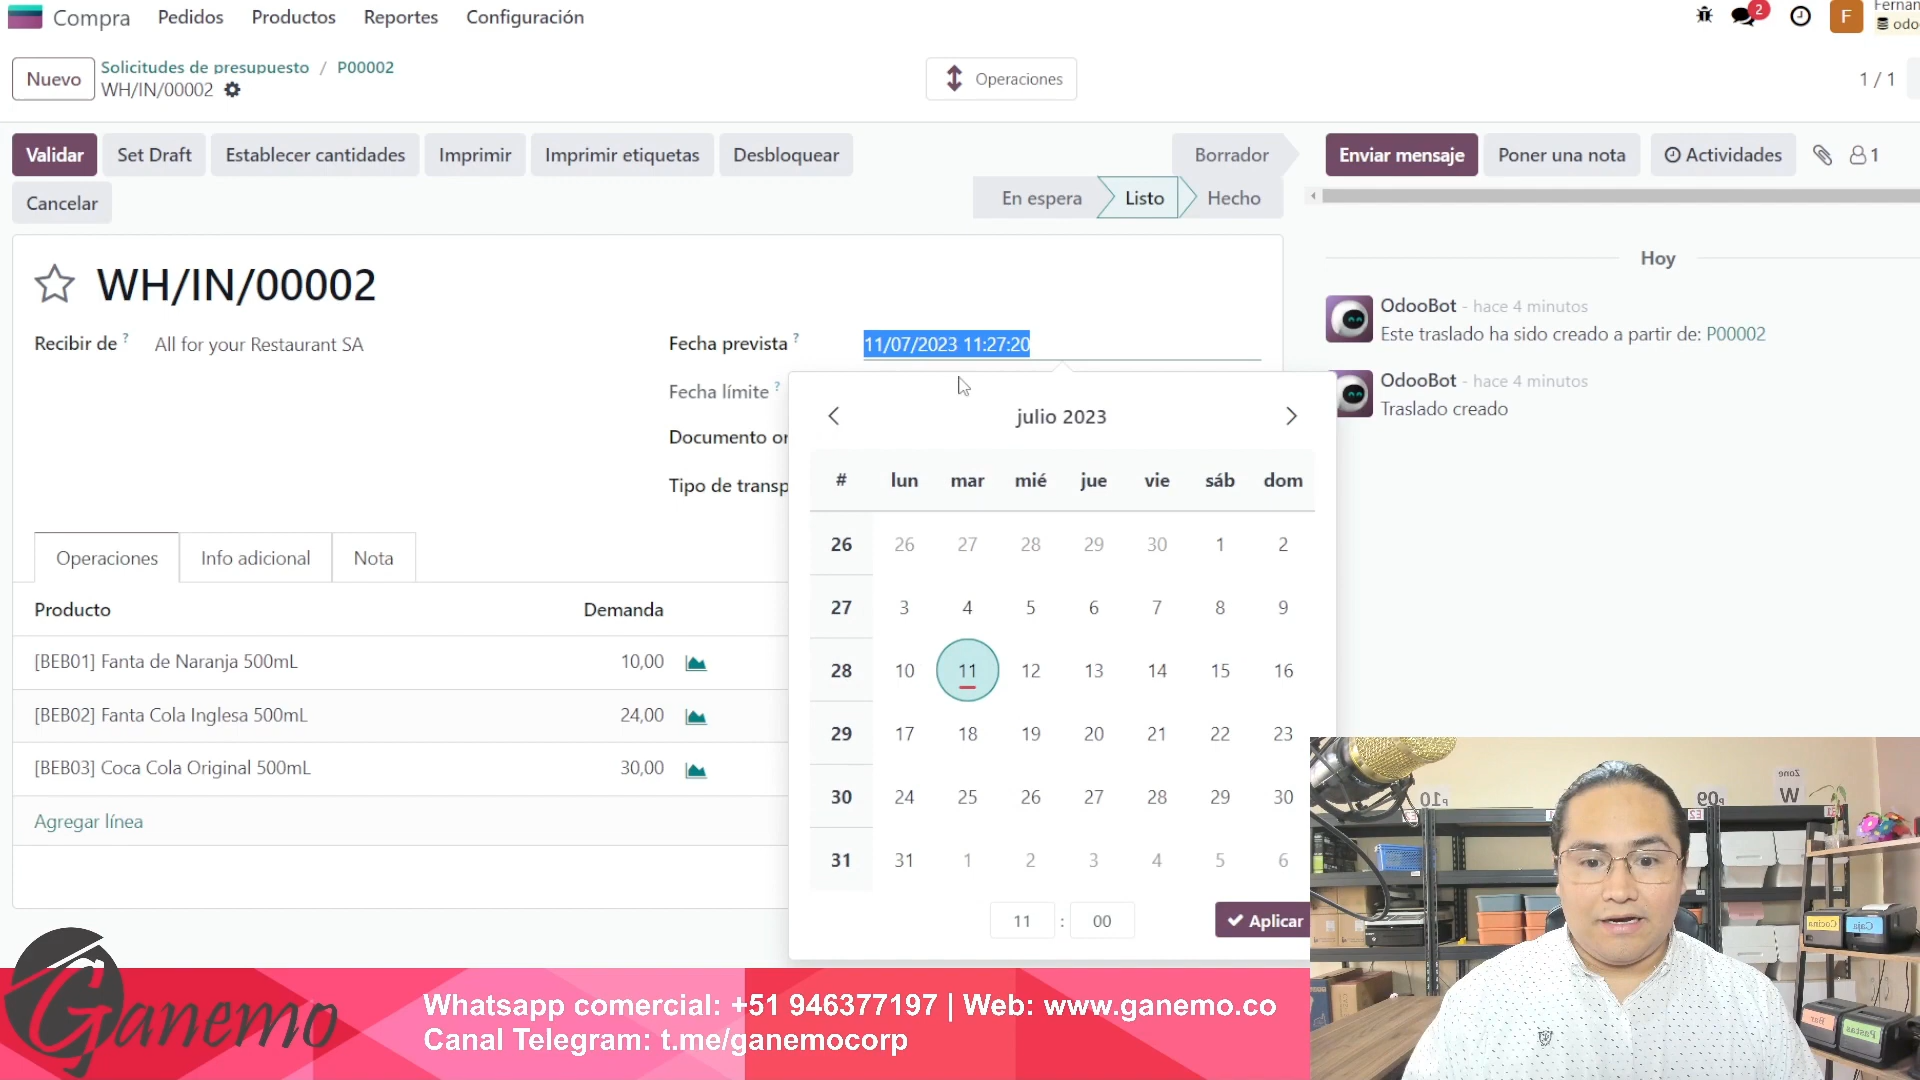 Compra Pedidos Productos Reportes Configuración
2
F
odo
Nuevo
Solicitudes de presupuesto / P00002
WH/IN/00002
Operaciones
1 / 1
Validar Set Draft Establecer cantidades Imprimir Imprimir etiquetas Desbloquear
Cancelar
Borrador
En espera Listo Hecho
Enviar mensaje Poner una nota Actividades 1
WH/IN/00002
Recibir de ? All for your Restaurant SA
Fecha prevista ? 11/07/2023 11:27:20
Fecha límite ?
Documento or
Tipo de transp
Hoy
OdooBot - hace 4 minutos
Este traslado ha sido creado a partir de: P00002
OdooBot - hace 4 minutos
Traslado creado
julio 2023
# lun mar mié jue vie sáb dom
26 26 27 28 29 30 1 2
27 3 4 5 6 7 8 9
28 10 11 12 13 14 15 16
29 17 18 19 20 21 22 23
30 24 25 26 27 28 29 30
31 31 1 2 3 4 5 6
11 : 00
Aplicar
Operaciones Info adicional Nota
Producto Demanda
[BEB01] Fanta de Naranja 500mL 10,00
[BEB02] Fanta Cola Inglesa 500mL 24,00
[BEB03] Coca Cola Original 500mL 30,00
Agregar línea
Ganemo
Whatsapp comercial: +51 946377197 | Web: www.ganemo.co
Canal Telegram: t.me/ganemocorp
Zone
W
P10
P09
Cocina
Caja
Bar
Pastas